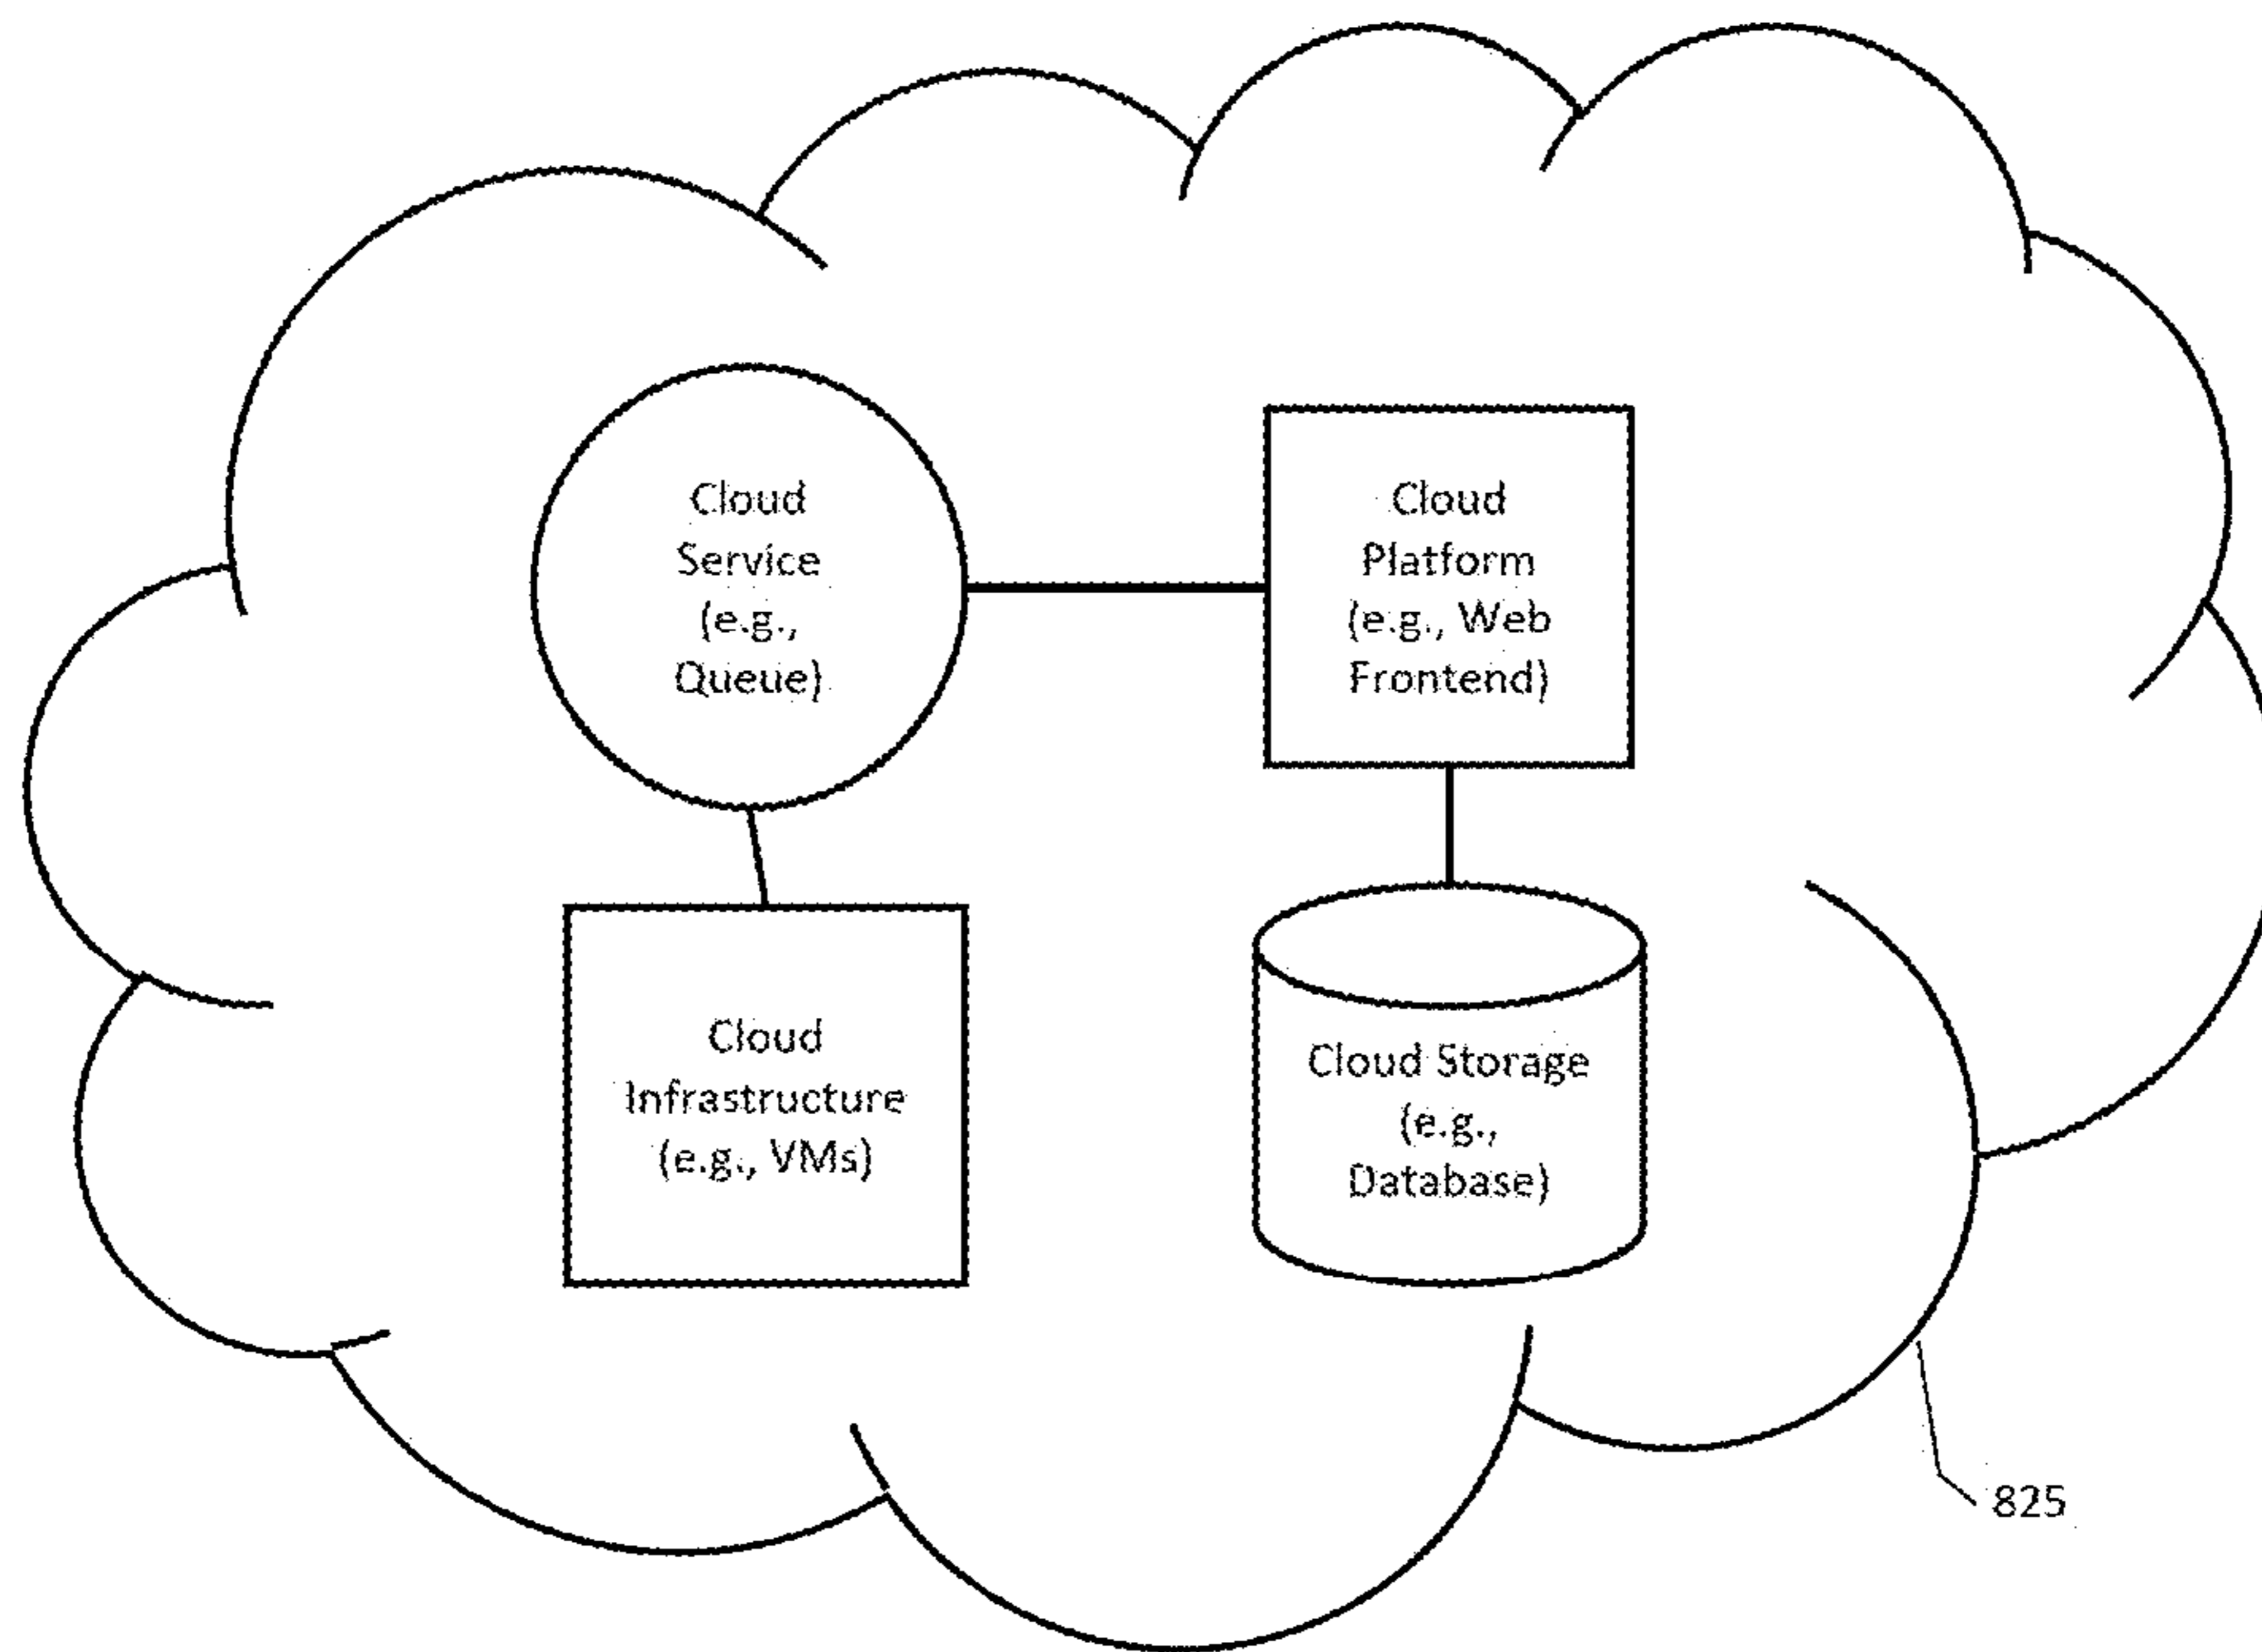 Cloud
Service
(e.g.,
Queue)
Cloud
Platform
(e.g., Web
Frontend)
Cloud
Infrastructure
(e.g., VMs)
Cloud Storage
(e.g.,
Database)
825